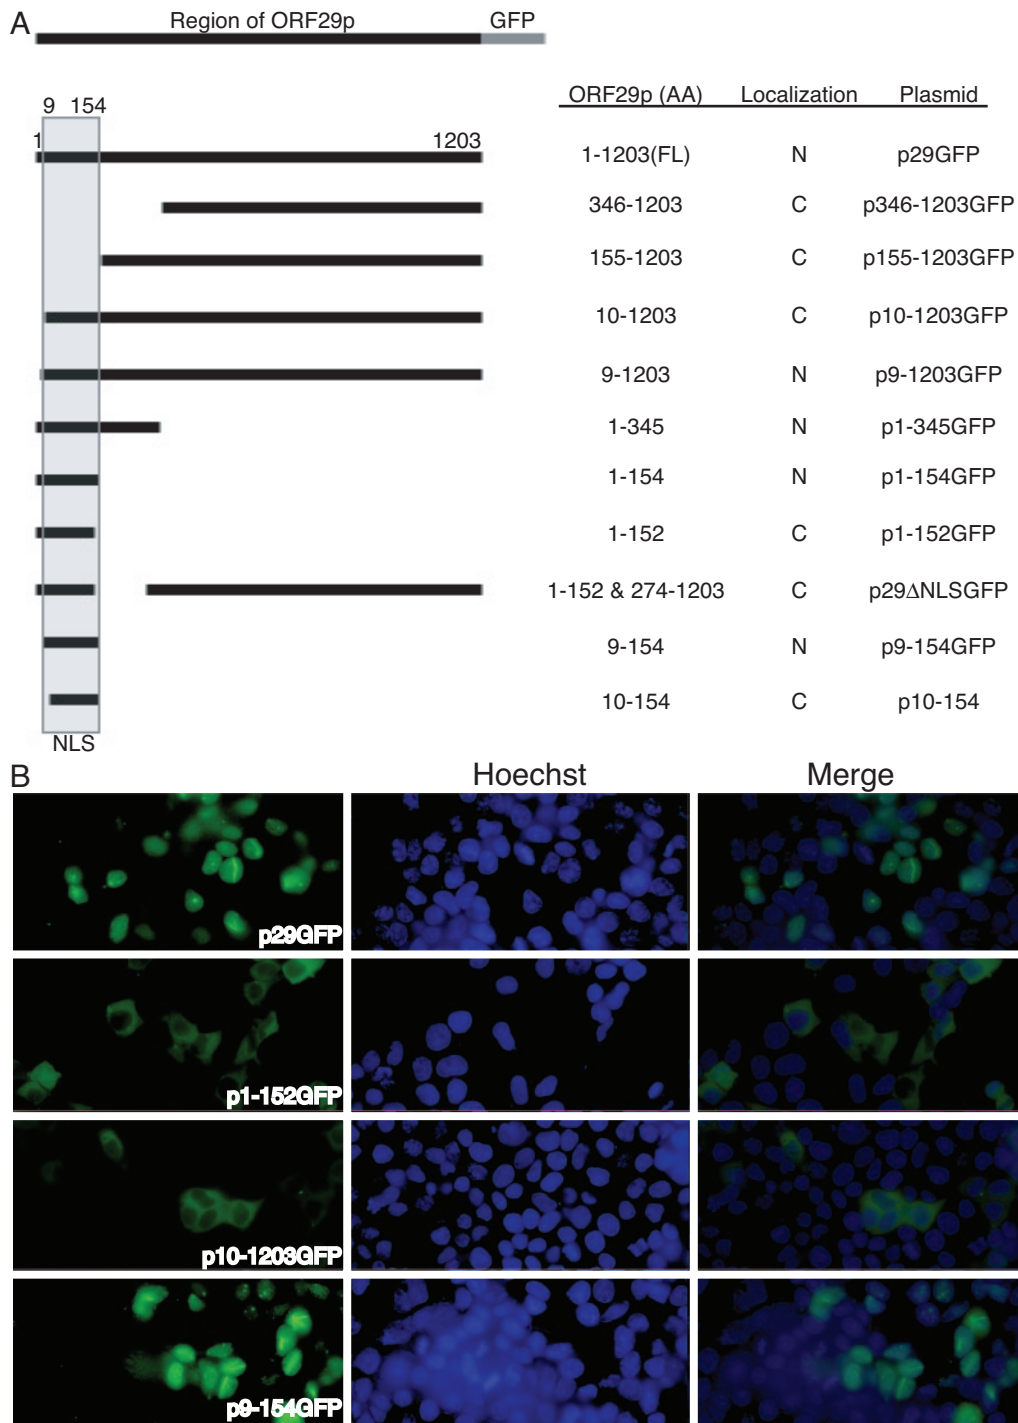 A
Region of ORF29p GFP
ORF29p (AA) Localization Plasmid
9 154
1 1203
1-1203(FL) N p29GFP
346-1203 C p346-1203GFP
155-1203 C p155-1203GFP
10-1203 C p10-1203GFP
9-1203 N p9-1203GFP
1-345 N p1-345GFP
1-154 N p1-154GFP
1-152 C p1-152GFP
1-152 & 274-1203 C p29ΔNLSGFP
9-154 N p9-154GFP
10-154 C p10-154
NLS
B
Hoechst Merge
p29GFP
p1-152GFP
p10-1203GFP
p9-154GFP